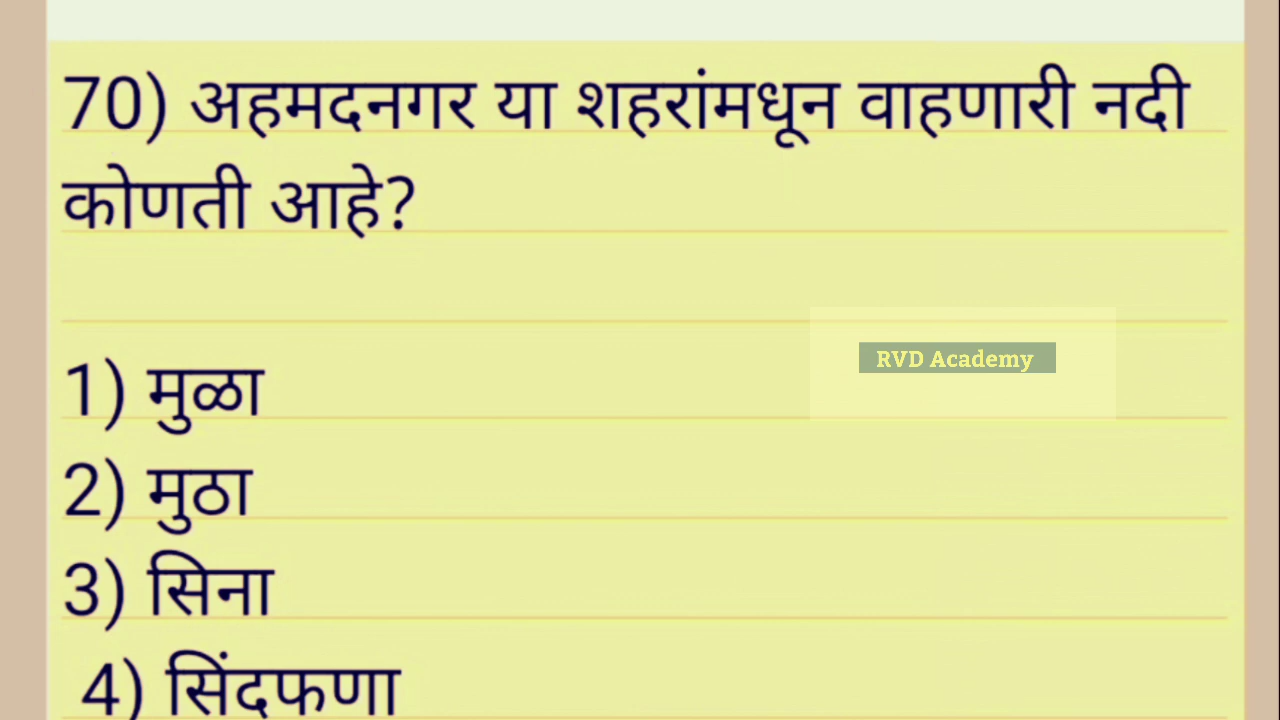 70) अहमदनगर या शहरांमधून वाहणारी नदी
कोणती आहे?
RVD Academy
1) मुळा
2) मुठा
3) सिना
4) सिंदफणा